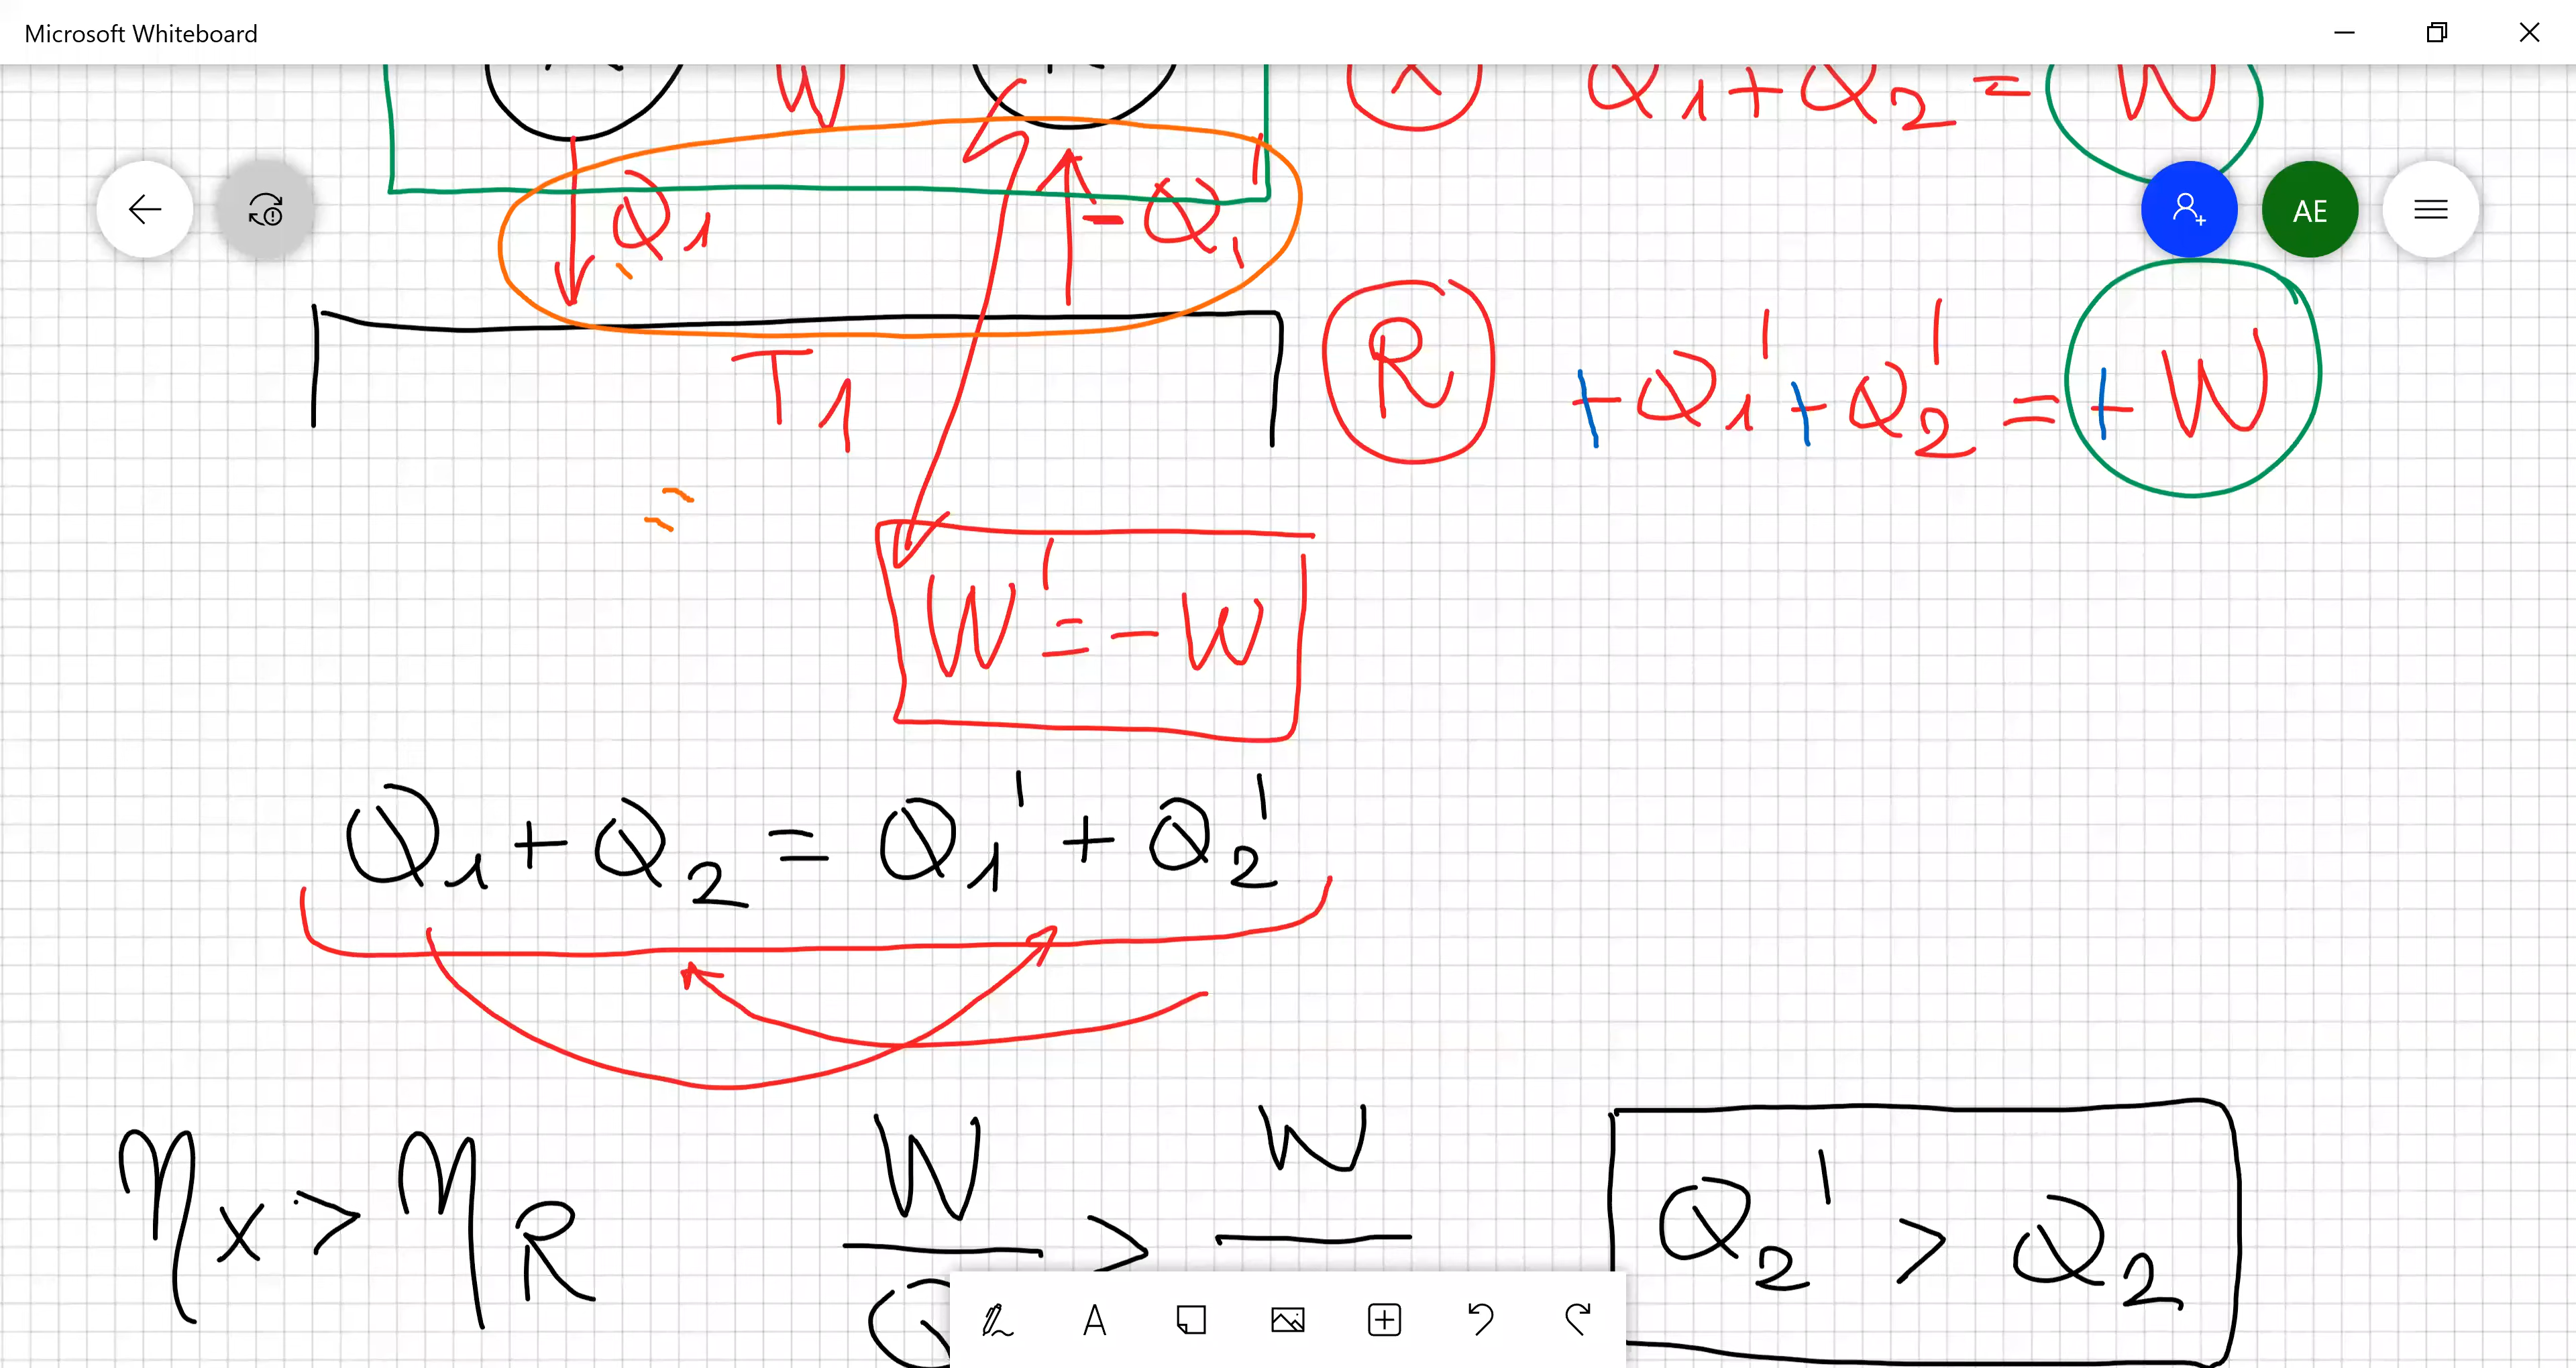 Microsoft Whiteboard
W X Q1 + Q2 = W
Q1 - Q1'
AE
T1
R + Q1' + Q2' = + W
=
W' = - W
Q1 + Q2 = Q1' + Q2'
ηx > ηR W > W Q2' > Q2
Q